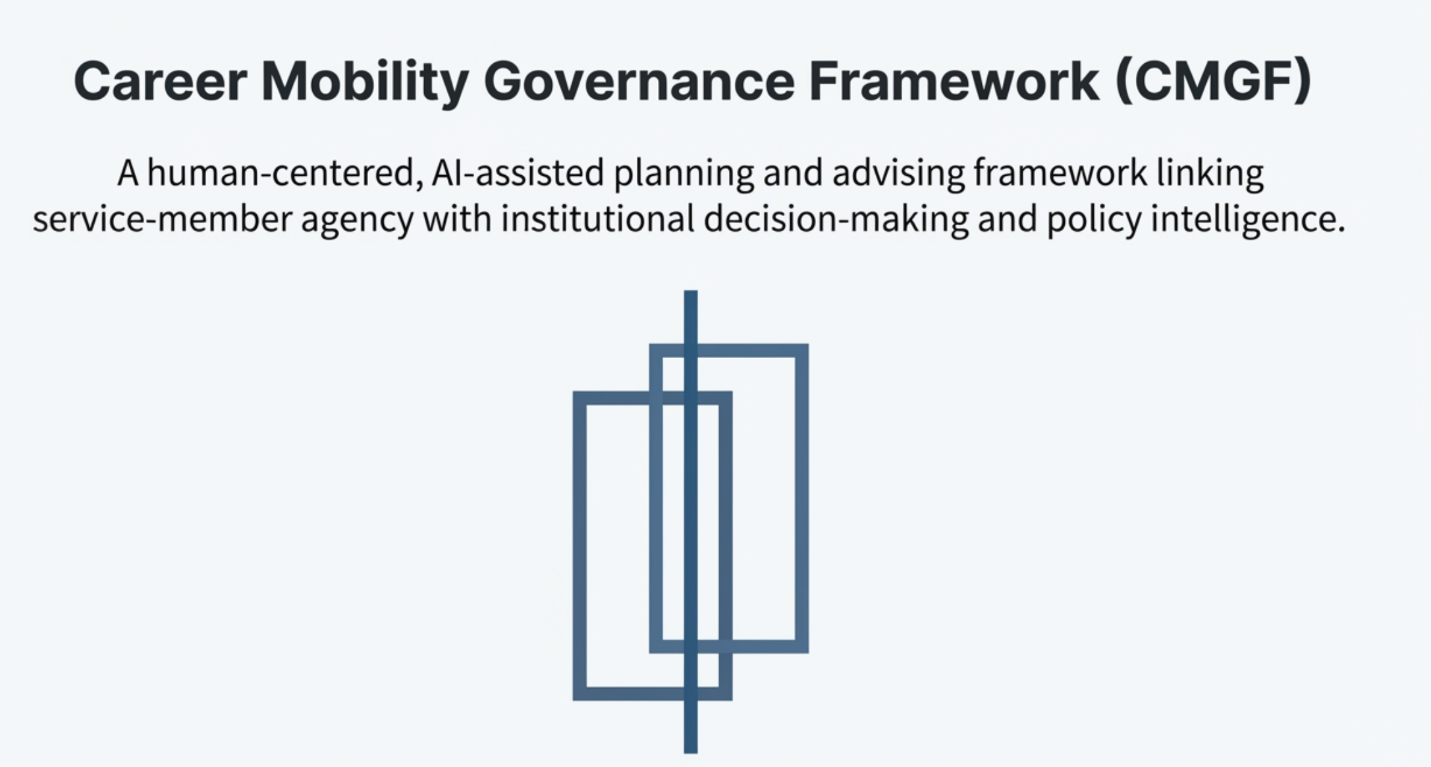 Career Mobility Governance Framework (CMGF)
A human-centered, AI-assisted planning and advising framework linking
service-member agency with institutional decision-making and policy intelligence.